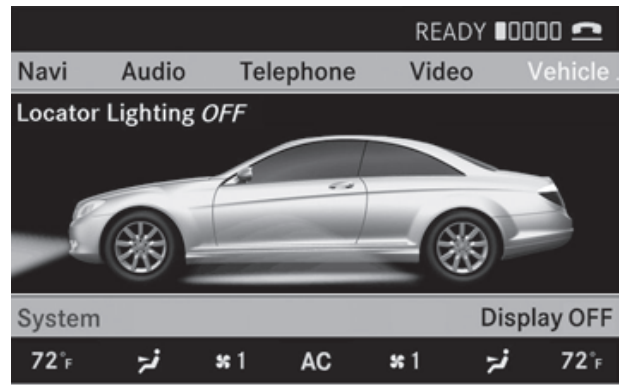 READY
Navi Audio Telephone Video Vehicle
Locator Lighting OFF
System Display OFF
72°F 1 AC 1 72°F